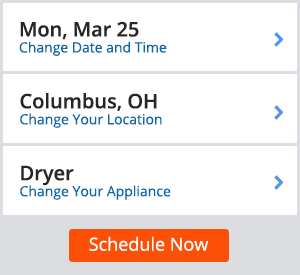 Mon, Mar 25
Change Date and Time
Columbus, OH
Change Your Location
Dryer
Change Your Appliance
Schedule Now